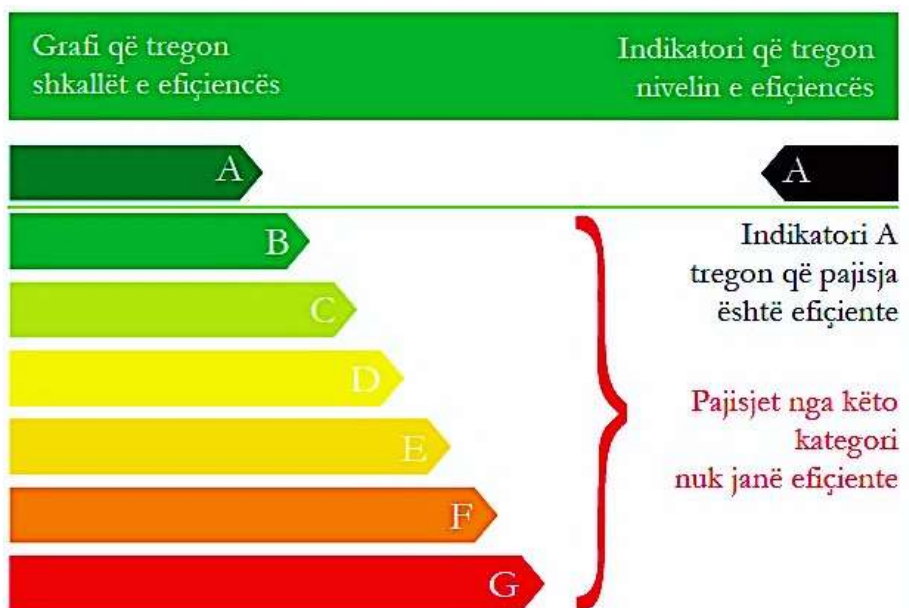 Grafi që tregon
shkallët e efiçiencës
Indikatori që tregon
nivelin e efiçiencës
A
A
B
C
D
E
F
G
Indikatori A
tregon që pajisja
është efiçiente
Pajisjet nga këto
kategori
nuk janë efiçiente